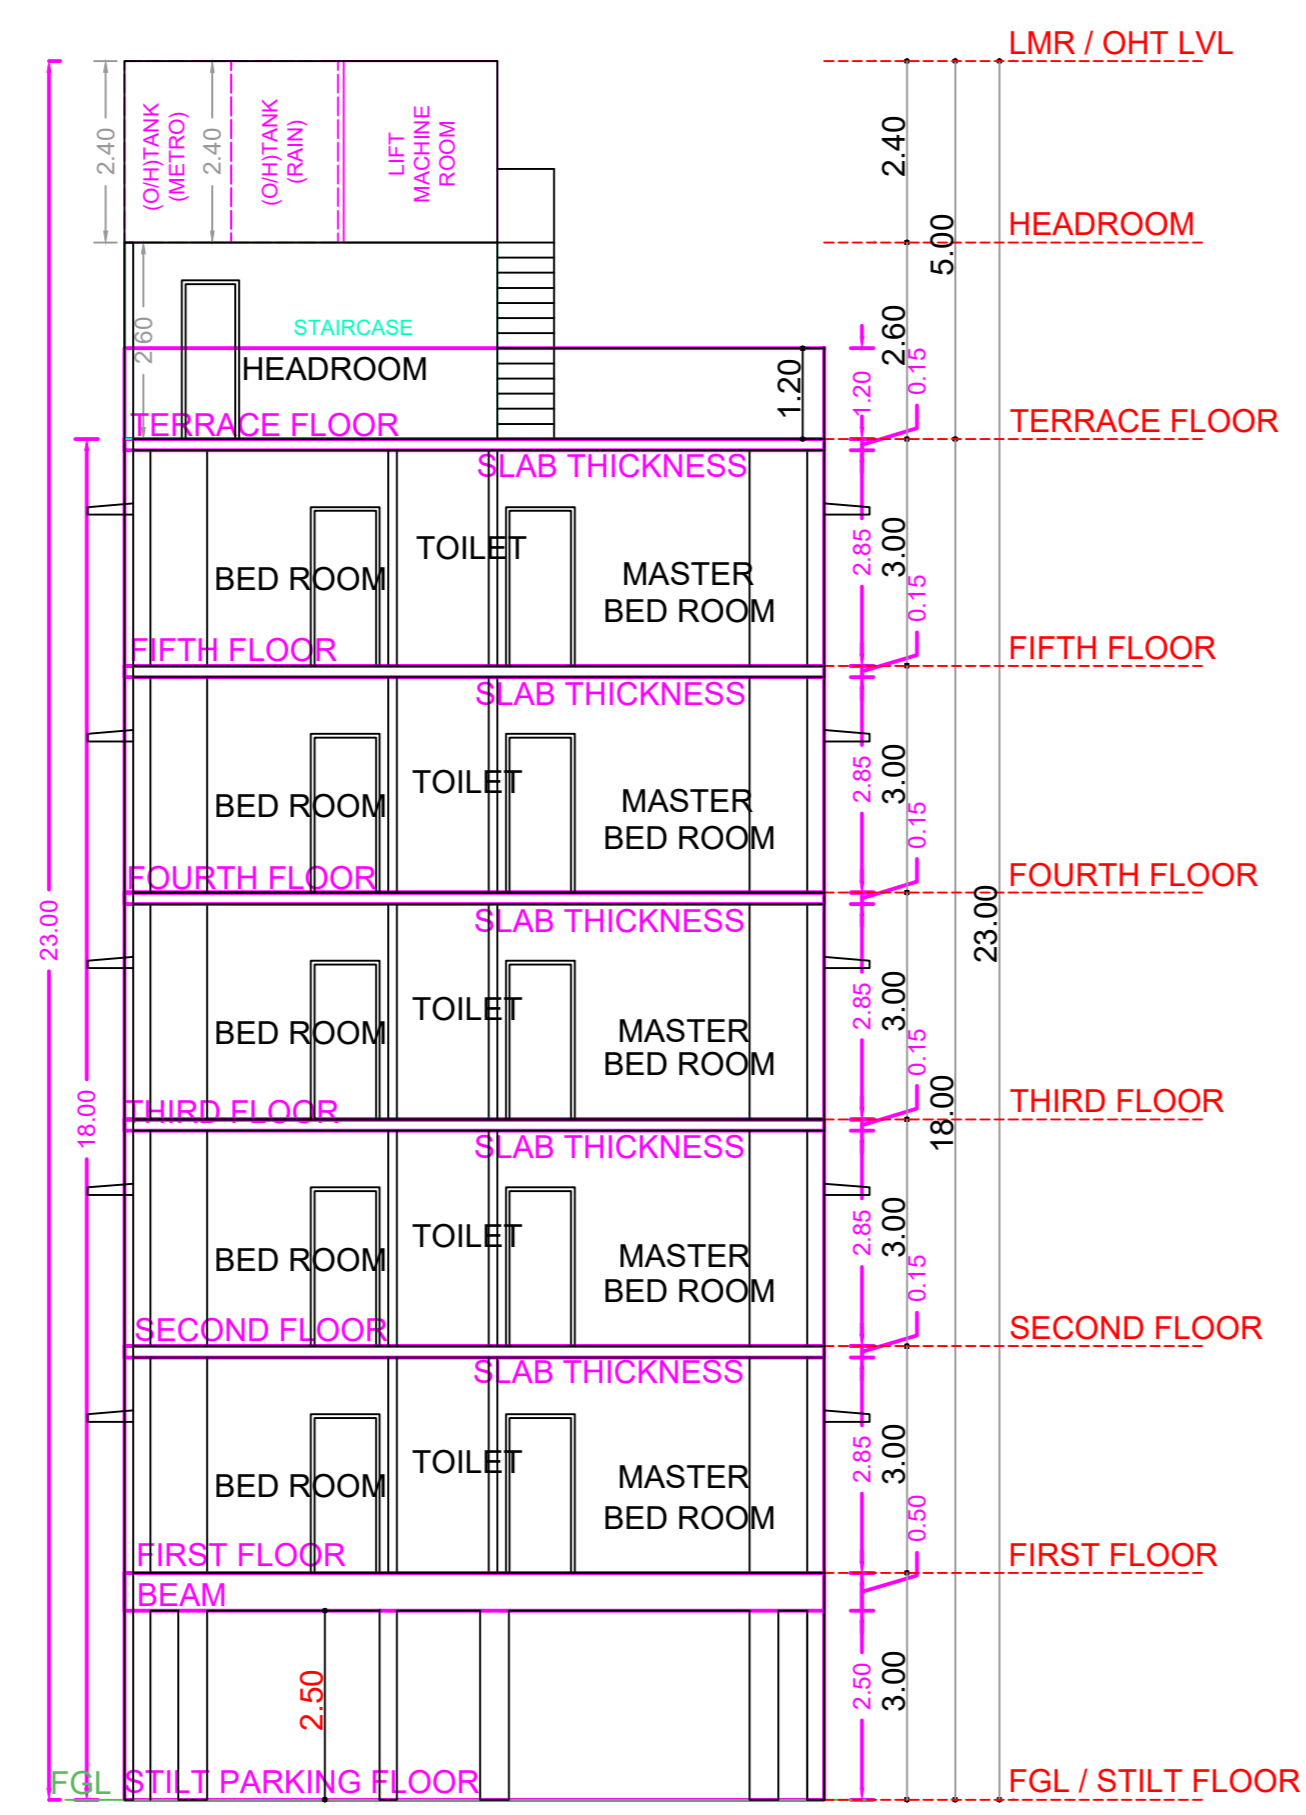 LMR / OHT LVL
2.40
(O/H)TANK
(METRO)
2.40
(O/H)TANK
(RAIN)
LIFT
MACHINE
ROOM
2.40
HEADROOM
5.00
2.60
STAIRCASE
HEADROOM
1.20
1.20
2.60
0.15
TERRACE FLOOR
TERRACE FLOOR
SLAB THICKNESS
BED ROOM
TOILET
MASTER
BED ROOM
2.85
3.00
0.15
FIFTH FLOOR
FIFTH FLOOR
SLAB THICKNESS
BED ROOM
TOILET
MASTER
BED ROOM
2.85
3.00
0.15
FOURTH FLOOR
FOURTH FLOOR
23.00
SLAB THICKNESS
23.00
BED ROOM
TOILET
MASTER
BED ROOM
2.85
3.00
0.15
THIRD FLOOR
THIRD FLOOR
18.00
SLAB THICKNESS
18.00
BED ROOM
TOILET
MASTER
BED ROOM
2.85
3.00
0.15
SECOND FLOOR
SECOND FLOOR
SLAB THICKNESS
BED ROOM
TOILET
MASTER
BED ROOM
2.85
3.00
0.50
FIRST FLOOR
FIRST FLOOR
BEAM
2.50
2.50
3.00
FGL
STILT PARKING FLOOR
FGL / STILT FLOOR